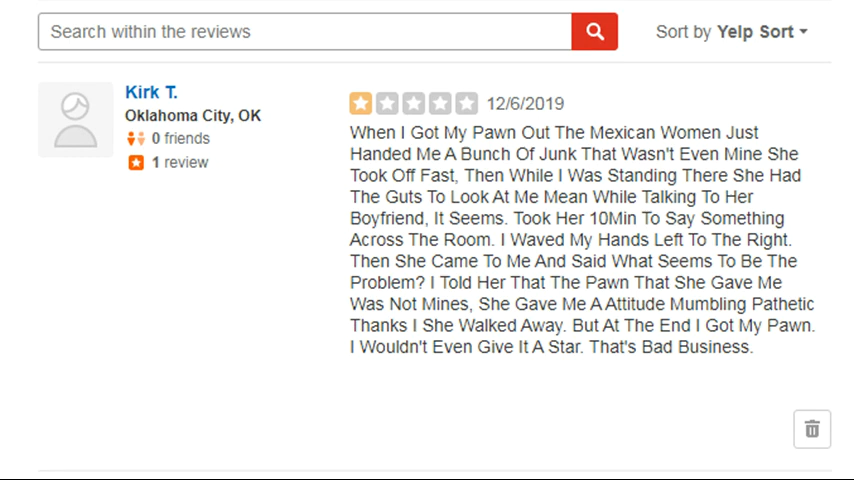 Search within the reviews
Sort by Yelp Sort
Kirk T.
Oklahoma City, OK
0 friends
1 review
12/6/2019
When I Got My Pawn Out The Mexican Women Just
Handed Me A Bunch Of Junk That Wasn't Even Mine She
Took Off Fast, Then While I Was Standing There She Had
The Guts To Look At Me Mean While Talking To Her
Boyfriend, It Seems. Took Her 10Min To Say Something
Across The Room. I Waved My Hands Left To The Right.
Then She Came To Me And Said What Seems To Be The
Problem? I Told Her That The Pawn That She Gave Me
Was Not Mines, She Gave Me A Attitude Mumbling Pathetic
Thanks I She Walked Away. But At The End I Got My Pawn.
I Wouldn't Even Give It A Star. That's Bad Business.